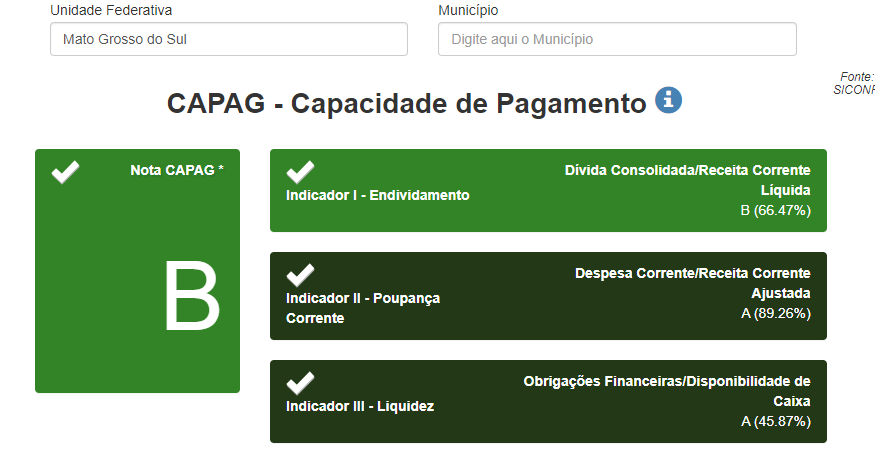 Unidade Federativa
Município
Mato Grosso do Sul
Digite aqui o Município
Fonte:
CAPAG - Capacidade de Pagamento
Nota CAPAG *
B
Dívida Consolidada/Receita Corrente
Líquida
Indicador I - Endividamento
B (66.47%)
Despesa Corrente/Receita Corrente
Ajustada
Indicador II - Poupança
Corrente
A (89.26%)
Obrigações Financeiras/Disponibilidade de
Caixa
Indicador III - Liquidez
A (45.87%)